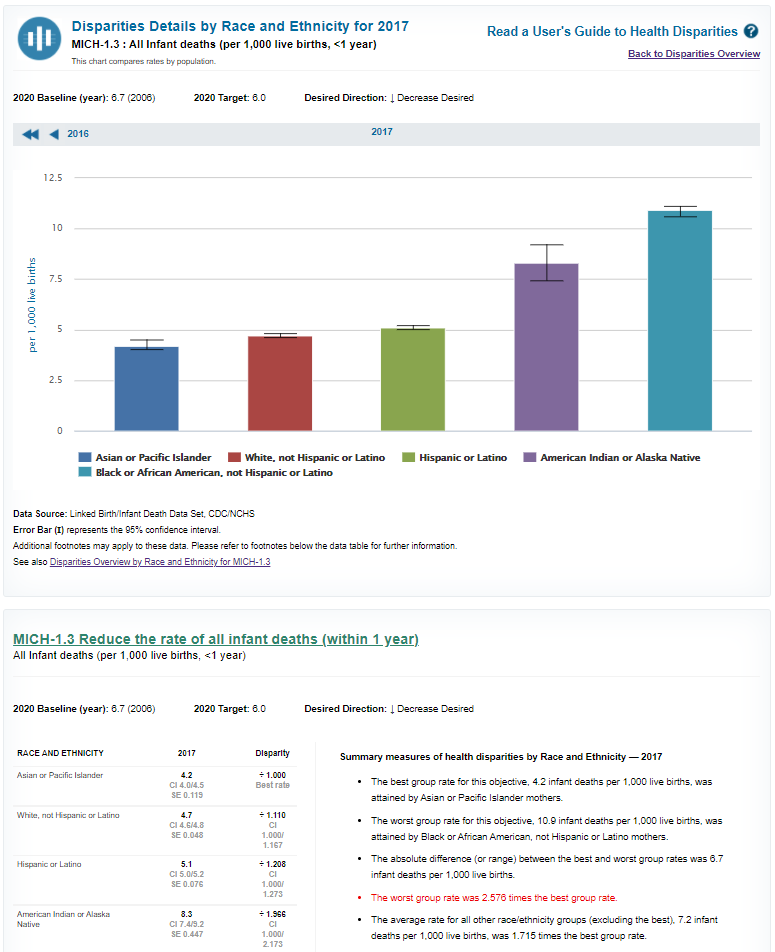 Disparities Details by Race and Ethnicity for 2017
MICH-1.3 : All Infant deaths (per 1,000 live births, <1 year)
This chart compares rates by population.
Read a User's Guide to Health Disparities ?
Back to Disparities Overview
2020 Baseline (year): 6.7 (2006) 2020 Target: 6.0 Desired Direction: ↓ Decrease Desired
2016 2017
12.5
10
7.5
5
2.5
0
per 1,000 live births
Asian or Pacific Islander White, not Hispanic or Latino Hispanic or Latino American Indian or Alaska Native
Black or African American, not Hispanic or Latino
Data Source: Linked Birth/Infant Death Data Set, CDC/NCHS
Error Bar (I) represents the 95% confidence interval.
Additional footnotes may apply to these data. Please refer to footnotes below the data table for further information.
See also Disparities Overview by Race and Ethnicity for MICH-1.3
MICH-1.3 Reduce the rate of all infant deaths (within 1 year)
All Infant deaths (per 1,000 live births, <1 year)
2020 Baseline (year): 6.7 (2006) 2020 Target: 6.0 Desired Direction: ↓ Decrease Desired
RACE AND ETHNICITY 2017 Disparity
Asian or Pacific Islander 4.2 ÷ 1.000
CI 4.0/4.5 Best rate
SE 0.119
White, not Hispanic or Latino 4.7 ÷ 1.110
CI 4.6/4.8 CI
SE 0.048 1.000/
1.167
Hispanic or Latino 5.1 ÷ 1.208
CI 5.0/5.2 CI
SE 0.076 1.000/
1.273
American Indian or Alaska 8.3 ÷ 1.966
Native CI 7.4/9.2 CI
SE 0.447 1.000/
2.173
Summary measures of health disparities by Race and Ethnicity — 2017
• The best group rate for this objective, 4.2 infant deaths per 1,000 live births, was
attained by Asian or Pacific Islander mothers.
• The worst group rate for this objective, 10.9 infant deaths per 1,000 live births, was
attained by Black or African American, not Hispanic or Latino mothers.
• The absolute difference (or range) between the best and worst group rates was 6.7
infant deaths per 1,000 live births.
• The worst group rate was 2.576 times the best group rate.
• The average rate for all other race/ethnicity groups (excluding the best), 7.2 infant
deaths per 1,000 live births, was 1.715 times the best group rate.